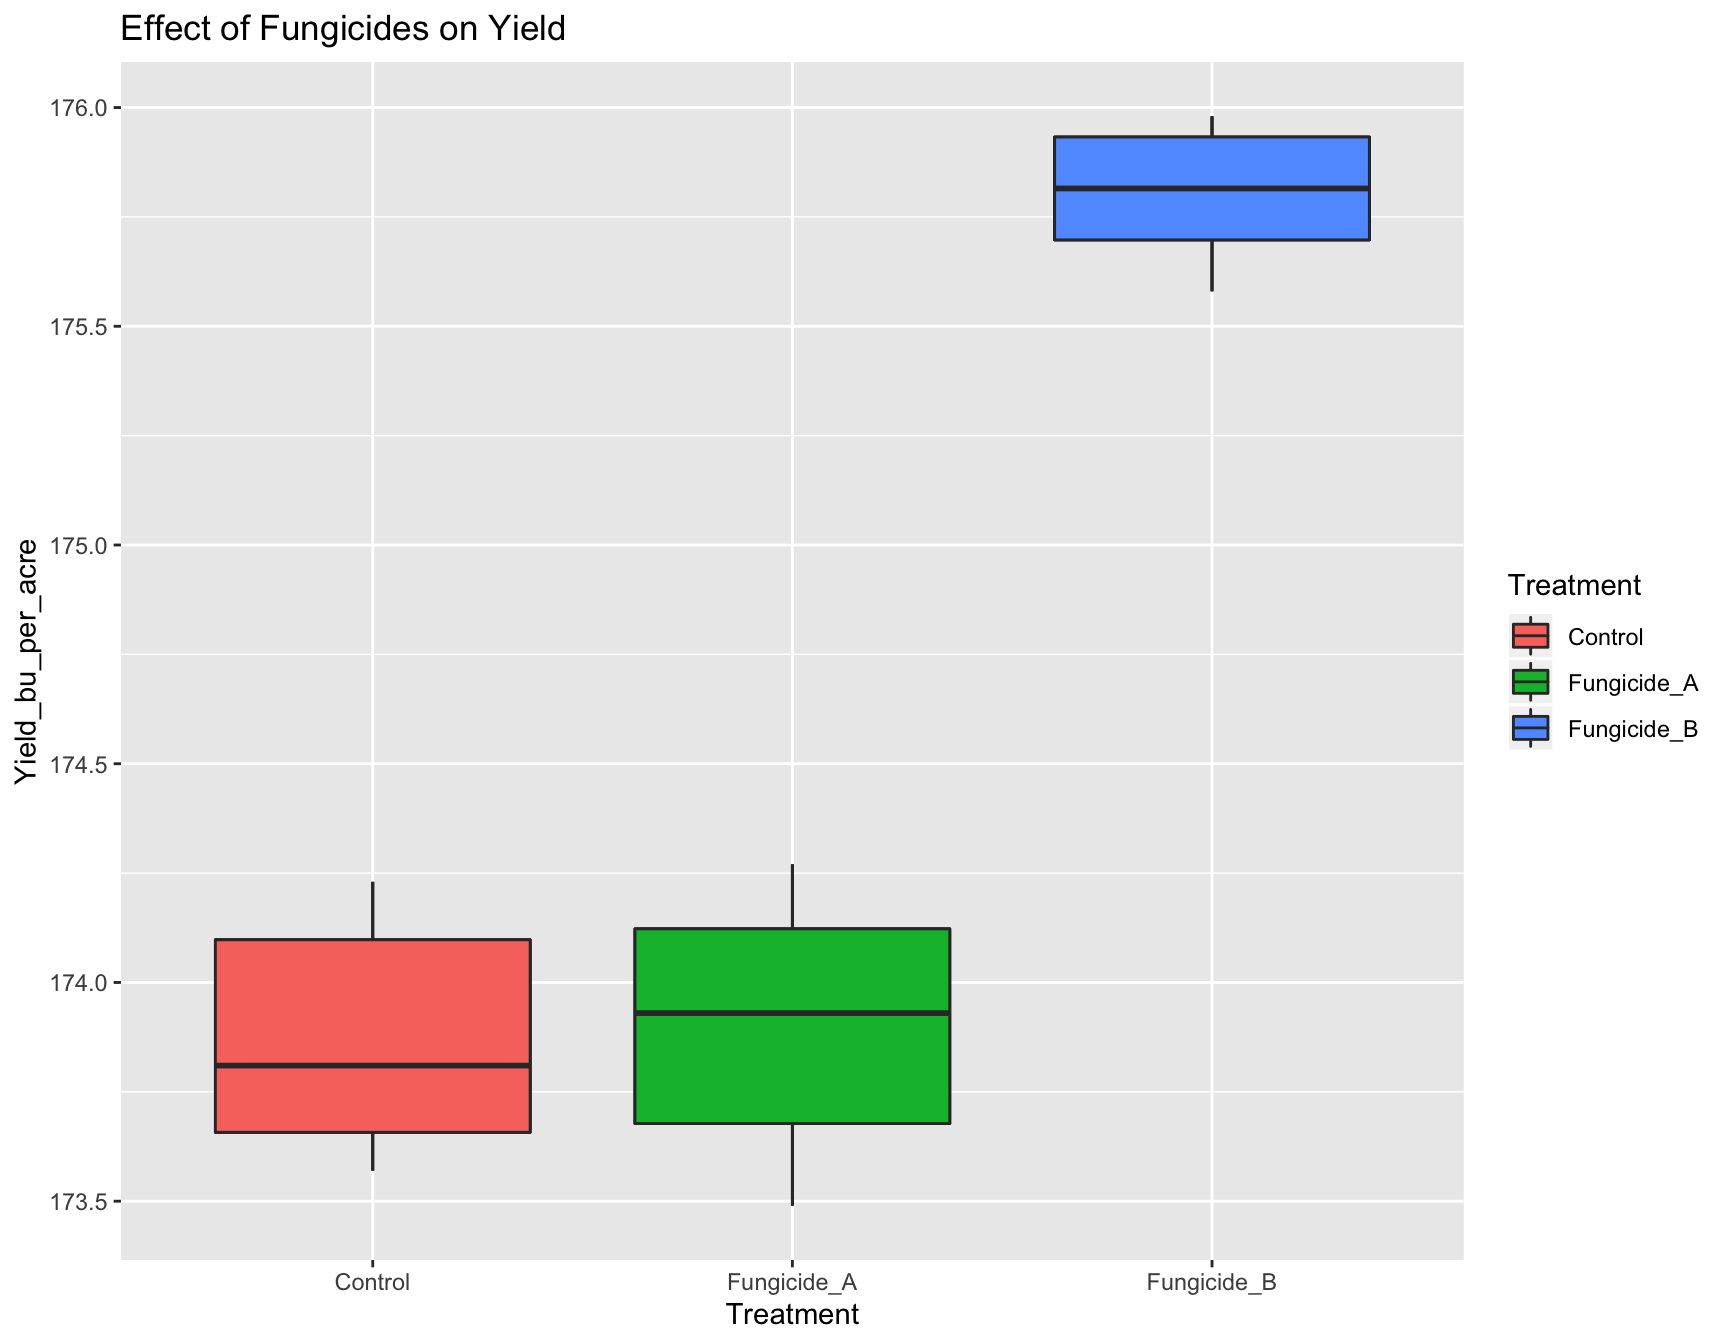 Effect of Fungicides on Yield
176.0
175.5
175.0
174.5
174.0
173.5
Yield_bu_per_acre
Control
Fungicide_A
Fungicide_B
Treatment
Treatment
Control
Fungicide_A
Fungicide_B